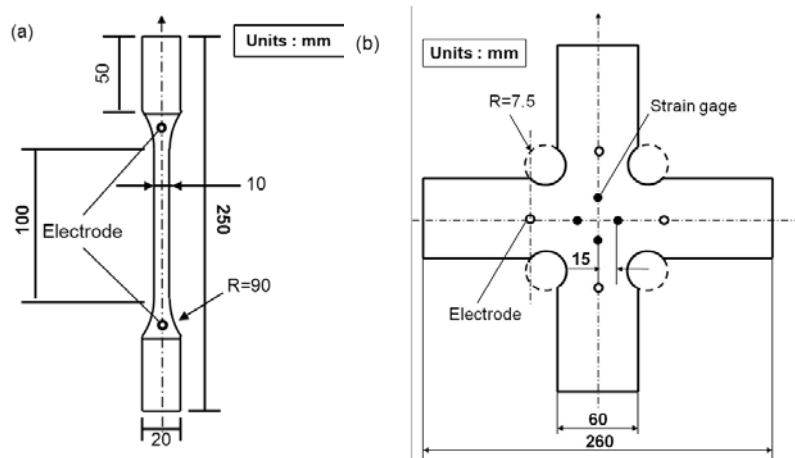 (a)
Units : mm
50
100
Electrode
10
250
R=90
20
(b)
Units : mm
R=7.5
Strain gage
15
Electrode
60
260